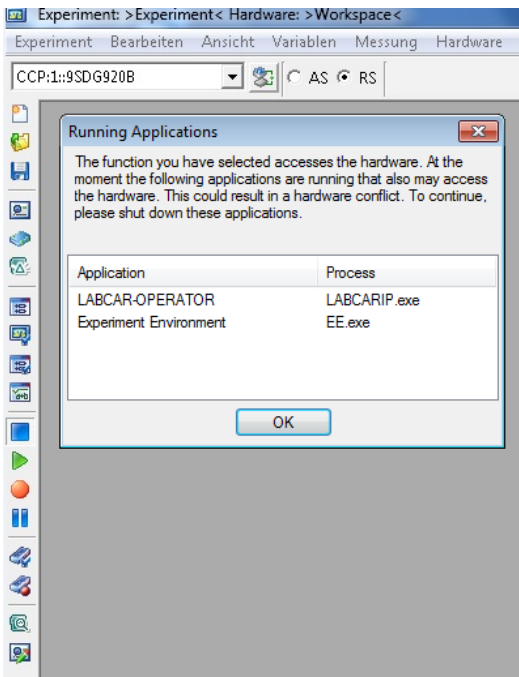 Experiment: >Experiment< Hardware: >Workspace<
Experiment Bearbeiten Ansicht Variablen Messung Hardware
CCP:1::9SDG920B AS RS
Running Applications
The function you have selected accesses the hardware. At the
moment the following applications are running that also may access
the hardware. This could result in a hardware conflict. To continue,
please shut down these applications.
Application Process
LABCAR-OPERATOR LABCARIP.exe
Experiment Environment EE.exe
OK